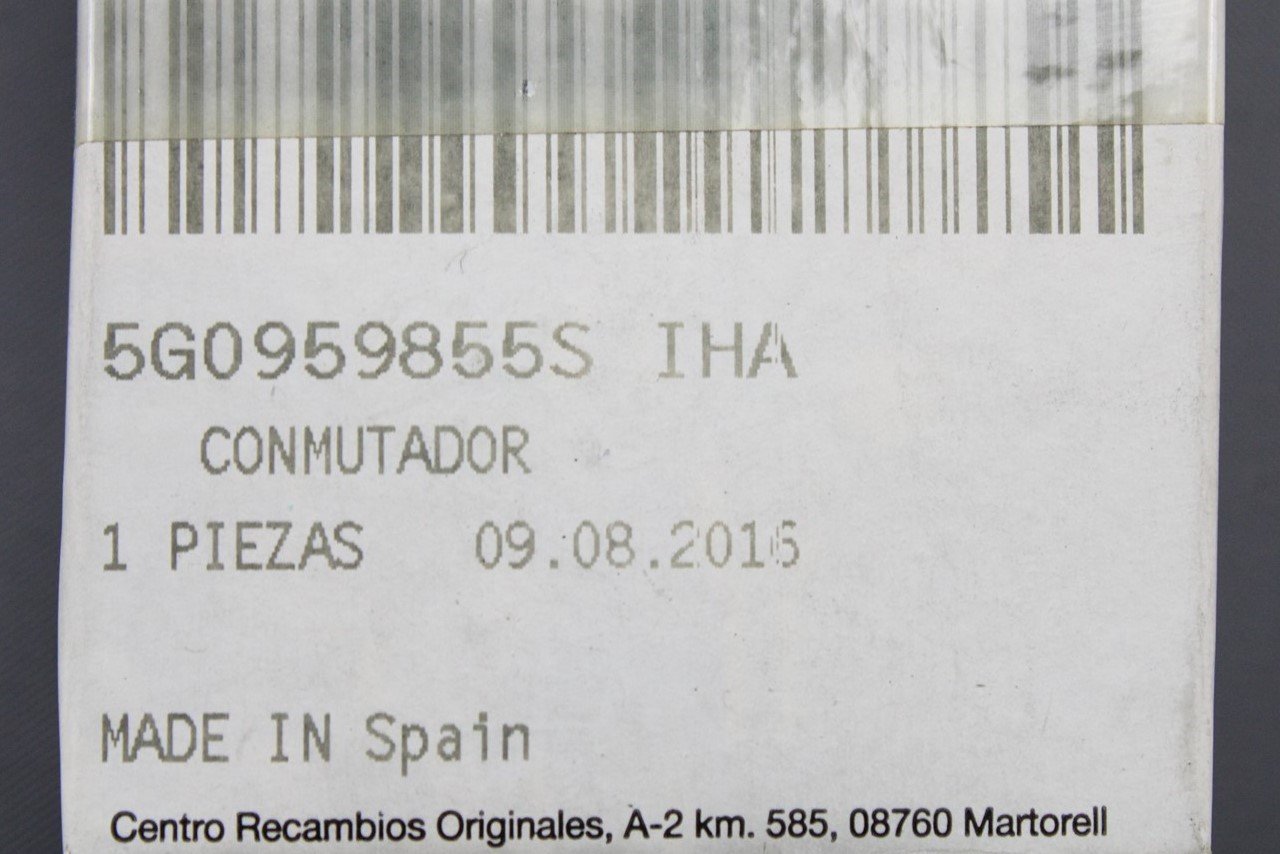 5G0959855S IHA
CONMUTADOR
1 PIEZAS 09.08.2016
MADE IN Spain
Centro Recambios Originales, A-2 km. 585, 08760 Martorell